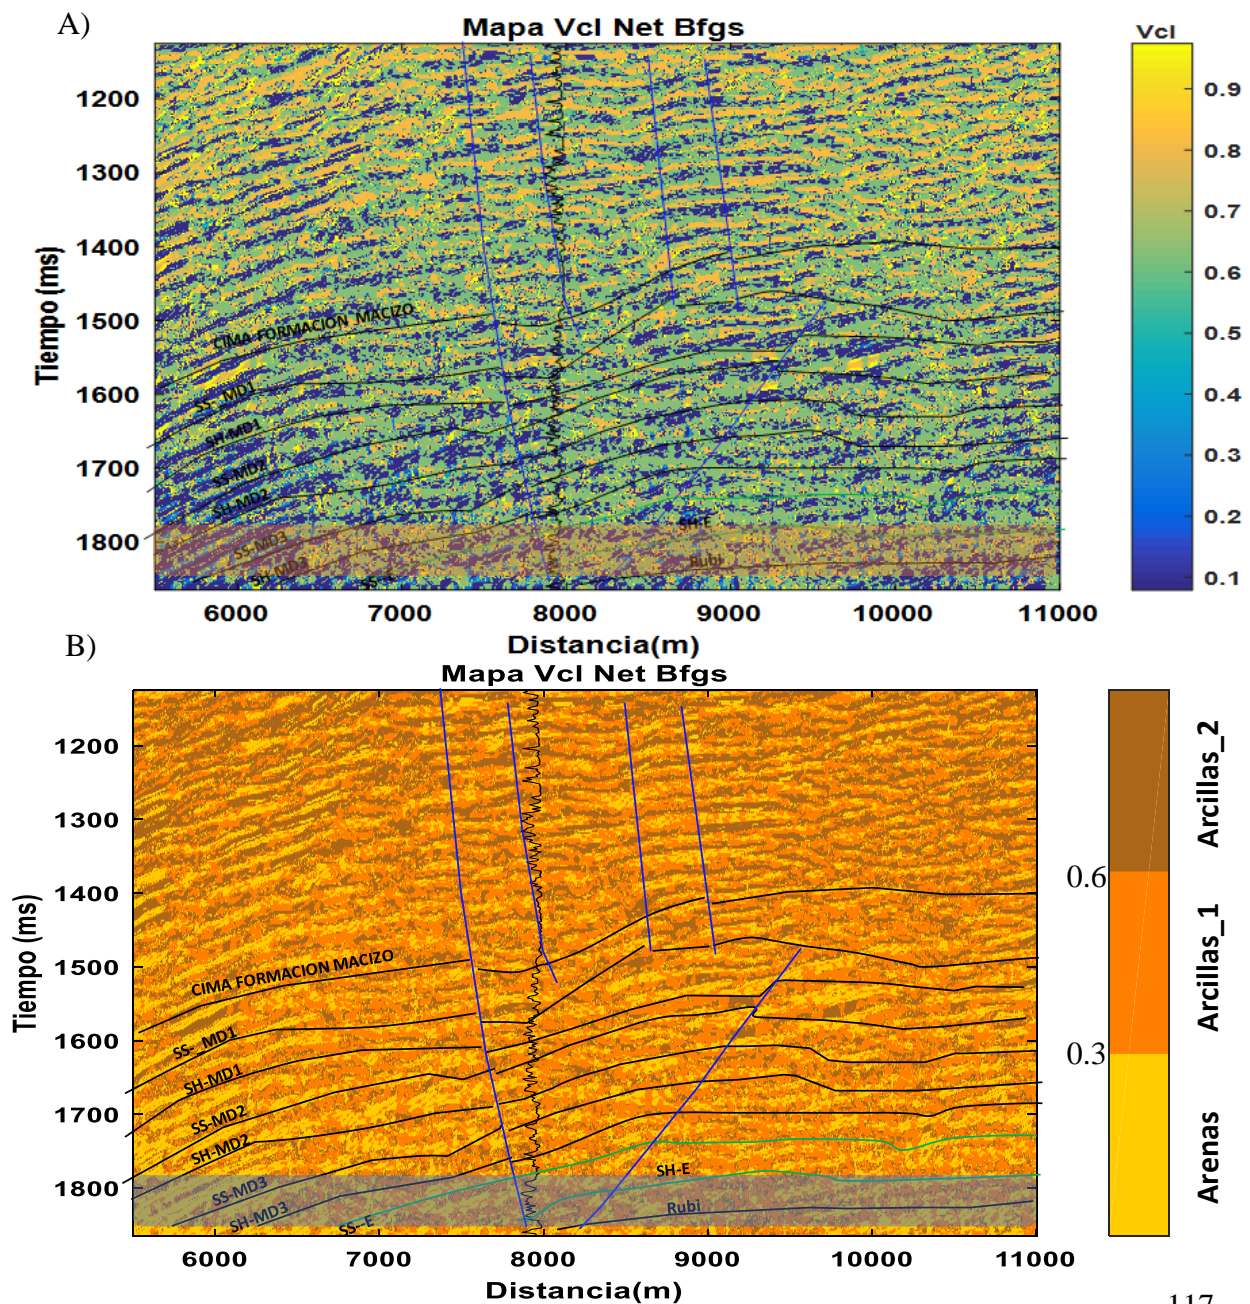 A)
Mapa Vcl Net Bfgs
Vcl
1200
1300
1400
1500
1600
1700
1800
Tiempo (ms)
CIMA FORMACION MACIZO
SS- MD1
SH-MD1
SS-MD2
SH-MD2
SS-MD3
SH-MD3
SS-E
SH-E
Rubi
0.9
0.8
0.7
0.6
0.5
0.4
0.3
0.2
0.1
6000 7000 8000 9000 10000 11000
Distancia(m)
B)
Mapa Vcl Net Bfgs
1200
1300
1400
1500
1600
1700
1800
Tiempo (ms)
CIMA FORMACION MACIZO
SS- MD1
SH-MD1
SS-MD2
SH-MD2
SS-MD3
SH-MD3
SS-E
SH-E
Rubi
Arcillas_2
0.6
Arcillas_1
0.3
Arenas
6000 7000 8000 9000 10000 11000
Distancia(m)
117